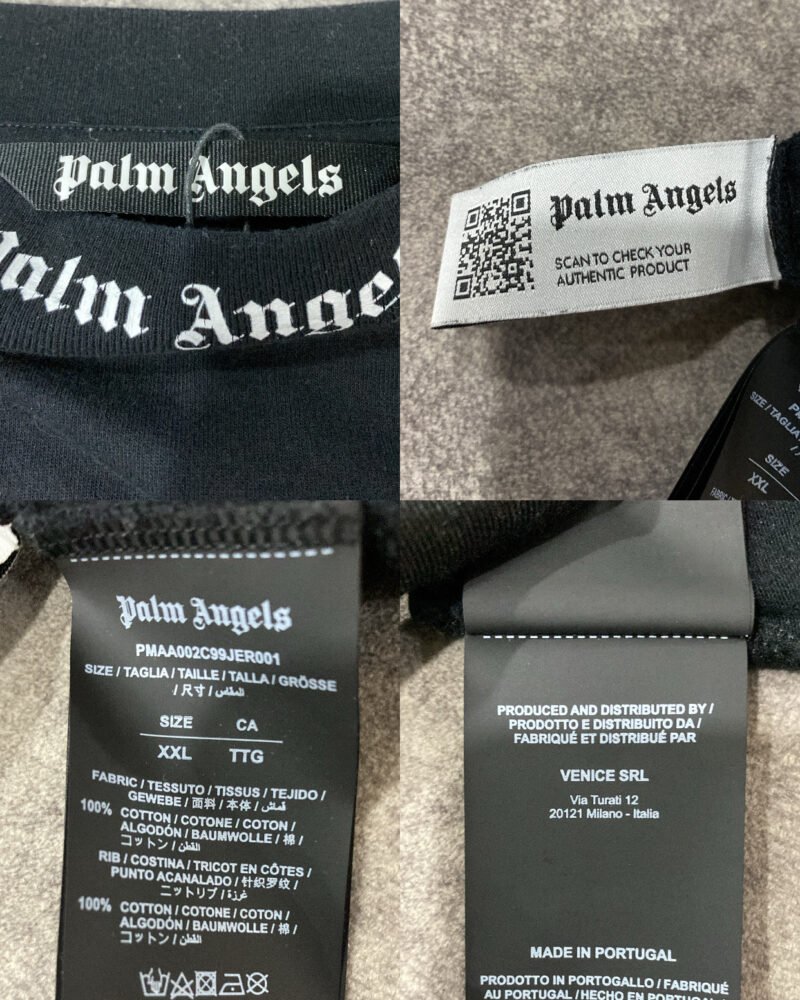 Palm Angels
Palm Angels
Palm Angels
SCAN TO CHECK YOUR
AUTHENTIC PRODUCT
SIZE / TAGLIA
SIZE
XXL
Palm Angels
PMAA002C99JER001
SIZE / TAGLIA / TAILLE / TALLA / GRÖSSE
/ 尺寸 / المقاس
SIZE CA
XXL TTG
FABRIC / TESSUTO / TISSUS / TEJIDO /
GEWEBE / 面料 / 本体 / قماش
100% COTTON / COTONE / COTON /
ALGODÓN / BAUMWOLLE / 棉 /
コットン / القطن
RIB / COSTINA / TRICOT EN CÔTES /
PUNTO ACANALADO / 针织罗纹 /
ニットリブ / غرزة
100% COTTON / COTONE / COTON /
ALGODÓN / BAUMWOLLE / 棉 /
コットン / القطن
PRODUCED AND DISTRIBUTED BY /
PRODOTTO E DISTRIBUITO DA /
FABRIQUÉ ET DISTRIBUÉ PAR
VENICE SRL
Via Turati 12
20121 Milano - Italia
MADE IN PORTUGAL
PRODOTTO IN PORTOGALLO / FABRIQUÉ
AU PORTUGAL / HECHO EN PORTUGAL